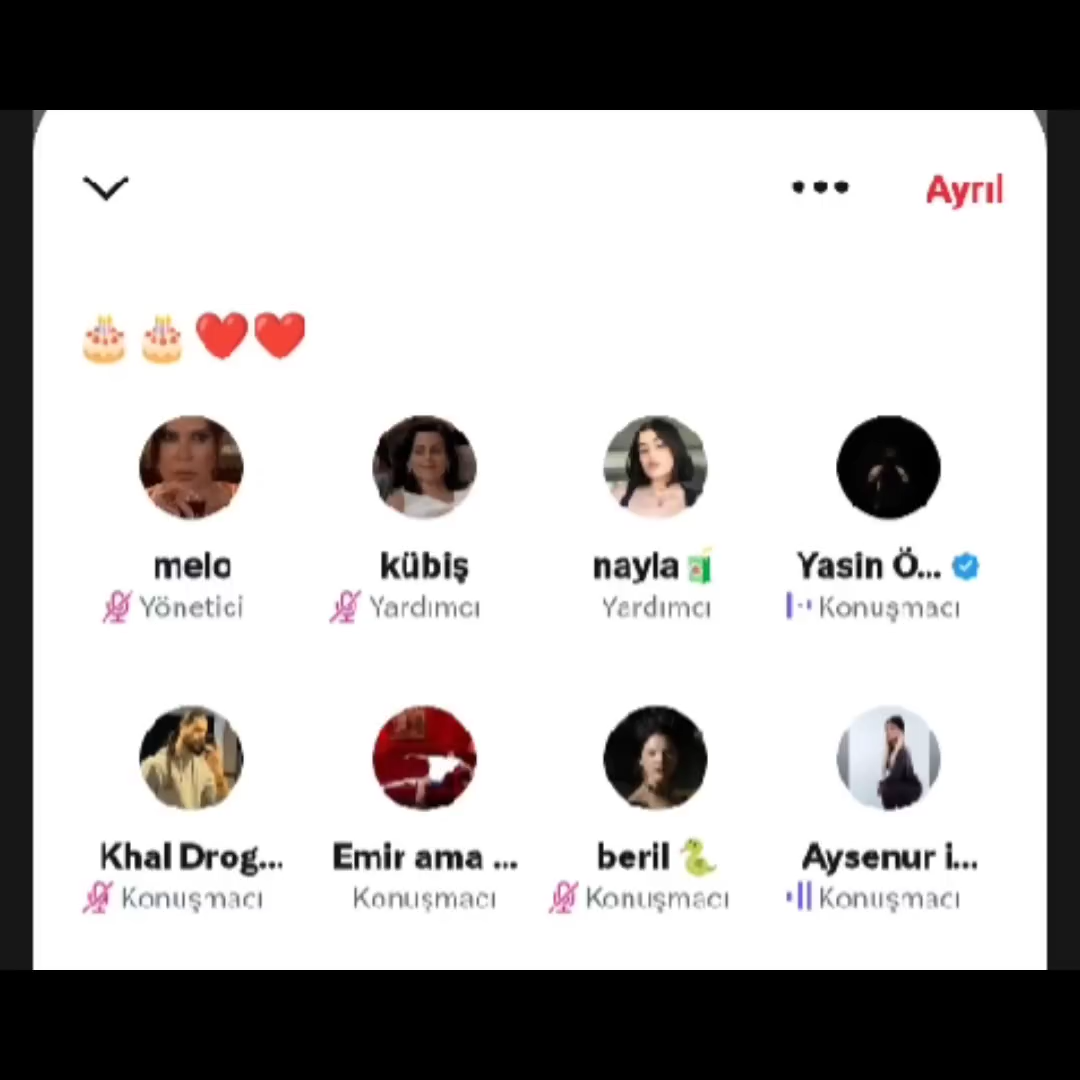 Ayrıl
🎂🎂❤️❤️
melo kübiş nayla🧃 Yasin Ö...
Yönetici Yardımcı Yardımcı Konuşmacı
Khal Drog... Emir ama ... beril 🐍 Aysenur i...
Konuşmacı Konuşmacı Konuşmacı Konuşmacı